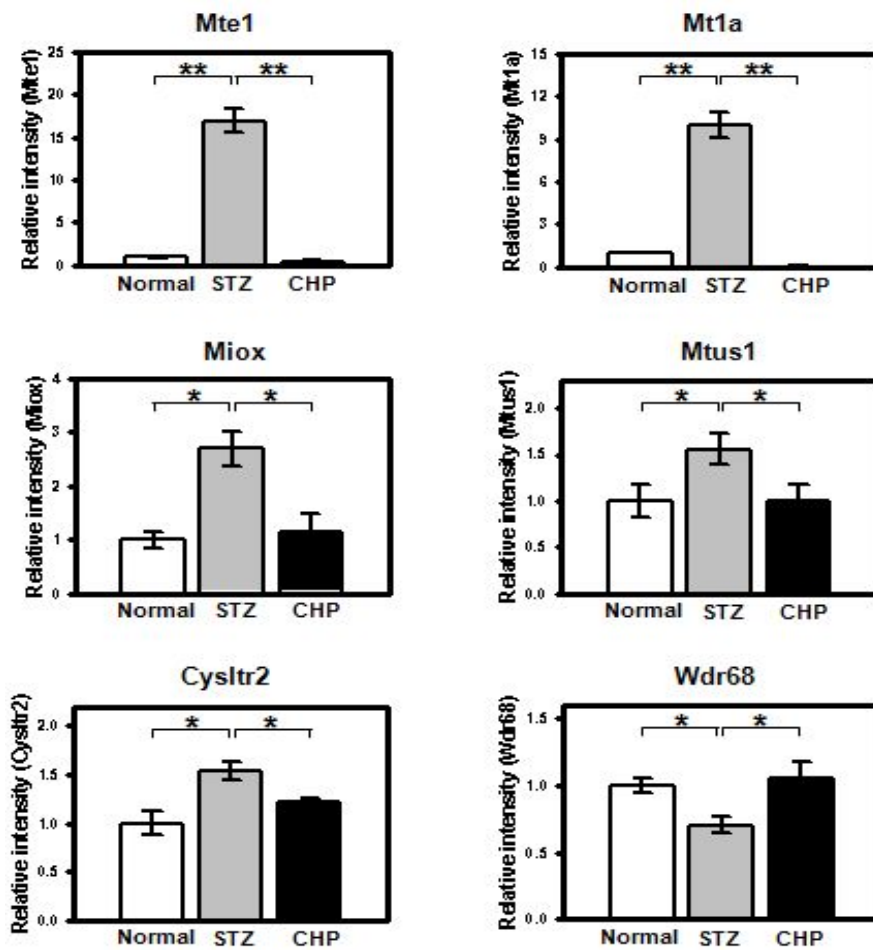 Mte1
Relative intensity (Mte1)
25
20
15
10
5
0
** **
Normal STZ CHP
Mt1a
Relative intensity (Mt1a)
15
12
9
6
3
0
** **
Normal STZ CHP
Miox
Relative intensity (Miox)
4
3
2
1
0
* *
Normal STZ CHP
Mtus1
Relative intensity (Mtus1)
2.0
1.5
1.0
0.5
0.0
* *
Normal STZ CHP
Cysltr2
Relative intensity (Cysltr2)
2.0
1.5
1.0
0.5
0.0
* *
Normal STZ CHP
Wdr68
Relative intensity (Wdr68)
1.5
1.0
0.5
0.0
* *
Normal STZ CHP